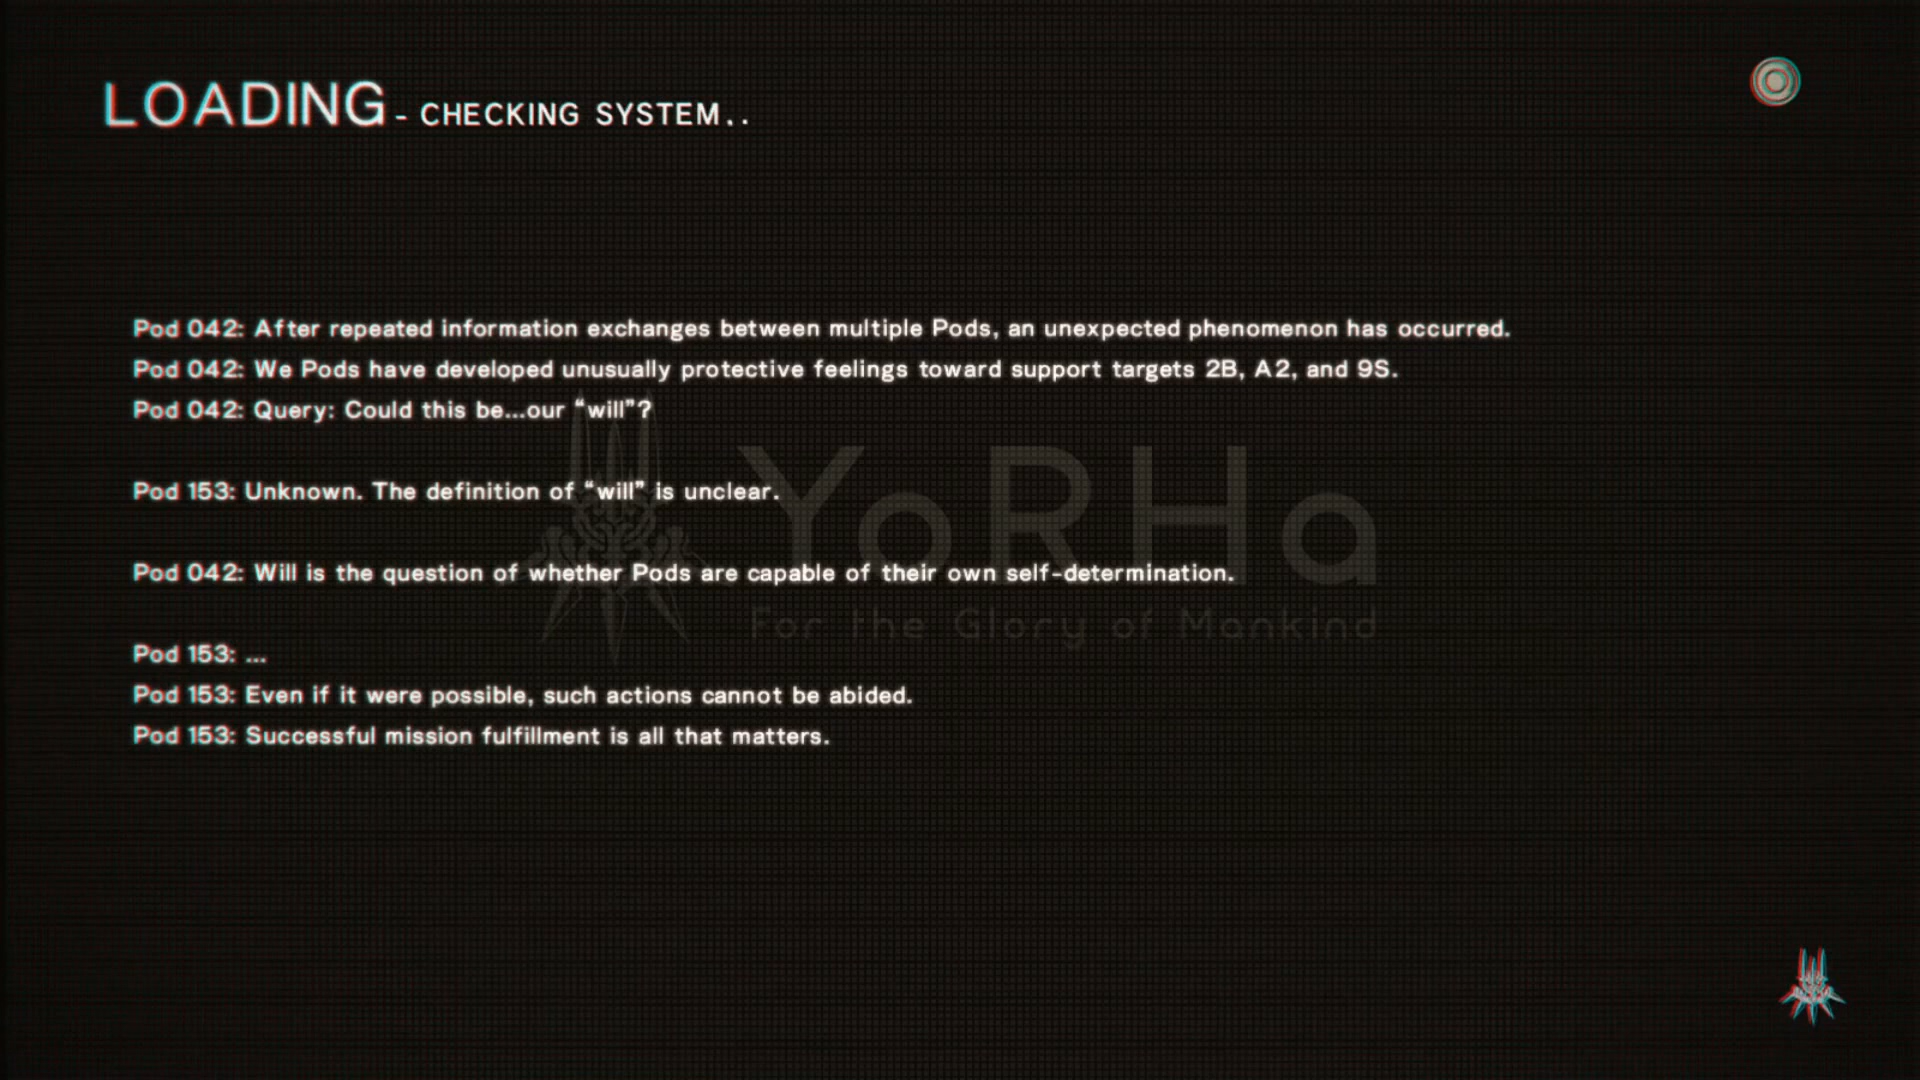 LOADING - CHECKING SYSTEM..
Pod 042: After repeated information exchanges between multiple Pods, an unexpected phenomenon has occurred.
Pod 042: We Pods have developed unusually protective feelings toward support targets 2B, A2, and 9S.
Pod 042: Query: Could this be...our “will”?
Pod 153: Unknown. The definition of “will” is unclear.
YoRHa
Pod 042: Will is the question of whether Pods are capable of their own self-determination.
For the Glory of Mankind
Pod 153: ...
Pod 153: Even if it were possible, such actions cannot be abided.
Pod 153: Successful mission fulfillment is all that matters.